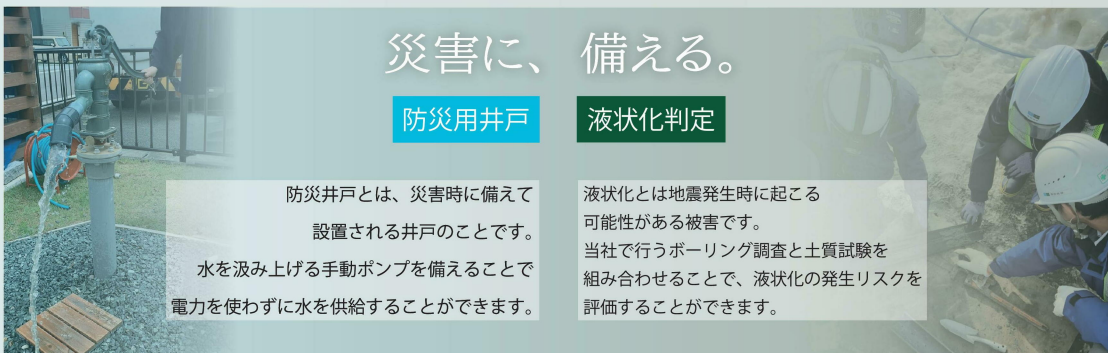 災害に、備える。
防災用井戸
防災井戸とは、災害時に備えて
設置される井戸のことです。
水を汲み上げる手動ポンプを備えることで
電力を使わずに水を供給することができます。
液状化判定
液状化とは地震発生時に起こる
可能性がある被害です。
当社で行うボーリング調査と土質試験を
組み合わせることで、液状化の発生リスクを
評価することができます。